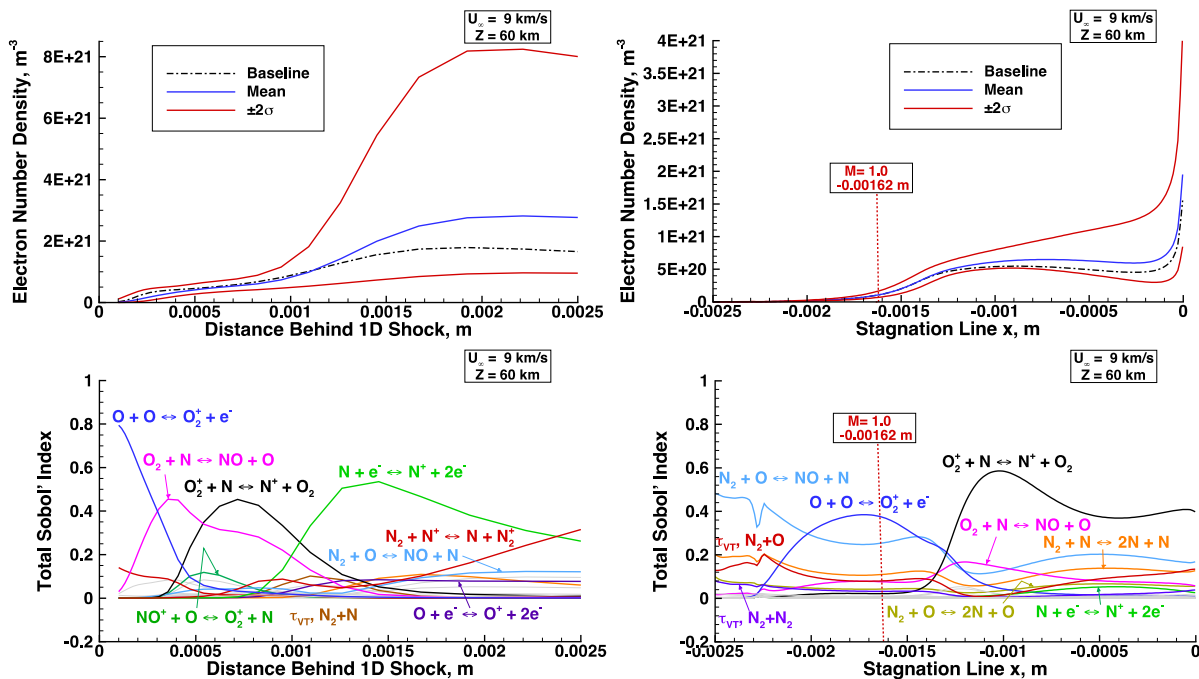 U∞ = 9 km/s
Z = 60 km
8E+21
6E+21
4E+21
2E+21
0
Electron Number Density, m⁻³
Baseline
Mean
±2σ
0
0.0005
0.001
0.0015
0.002
0.0025
Distance Behind 1D Shock, m
U∞ = 9 km/s
Z = 60 km
4E+21
3.5E+21
3E+21
2.5E+21
2E+21
1.5E+21
1E+21
5E+20
0
Electron Number Density, m⁻³
Baseline
Mean
±2σ
M= 1.0
-0.00162 m
-0.0025
-0.002
-0.0015
-0.001
-0.0005
0
Stagnation Line x, m
U∞ = 9 km/s
Z = 60 km
1
0.8
0.6
0.4
0.2
0
-0.2
Total Sobol' Index
O + O ↔ O₂⁺ + e⁻
O₂ + N ↔ NO + O
O₂⁺ + N ↔ N⁺ + O₂
N + e⁻ ↔ N⁺ + 2e⁻
N₂ + N⁺ ↔ N + N₂⁺
N₂ + O ↔ NO + N
NO⁺ + O ↔ O₂⁺ + N
τVT, N₂+N
O + e⁻ ↔ O⁺ + 2e⁻
0
0.0005
0.001
0.0015
0.002
0.0025
Distance Behind 1D Shock, m
U∞ = 9 km/s
Z = 60 km
1
0.8
0.6
0.4
0.2
0
-0.2
Total Sobol' Index
M= 1.0
-0.00162 m
N₂ + O ↔ NO + N
O₂⁺ + N ↔ N⁺ + O₂
O + O ↔ O₂⁺ + e⁻
O₂ + N ↔ NO + O
τVT, N₂+O
N₂ + N ↔ 2N + N
N₂ + O ↔ 2N + O
N + e⁻ ↔ N⁺ + 2e⁻
τVT, N₂+N₂
-0.0025
-0.002
-0.0015
-0.001
-0.0005
0
Stagnation Line x, m